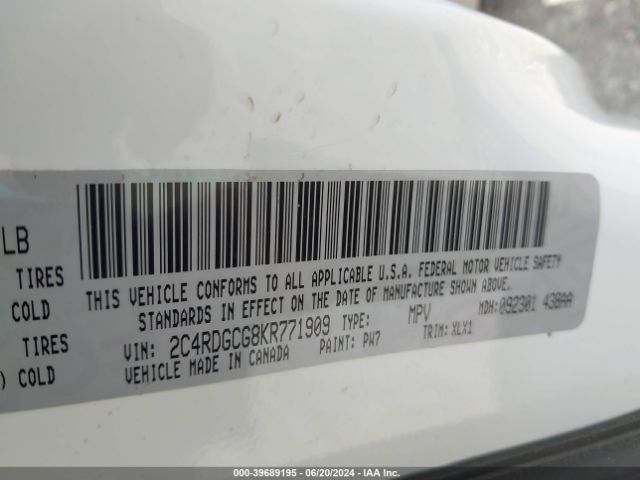 LB
TIRES
COLD
TIRES
) COLD
THIS VEHICLE CONFORMS TO ALL APPLICABLE U.S.A. FEDERAL MOTOR VEHICLE SAFETY
STANDARDS IN EFFECT ON THE DATE OF MANUFACTURE SHOWN ABOVE.
VIN: 2C4RDGCG8KR771909 TYPE: MPV MDH: 092301 438AA
VEHICLE MADE IN CANADA PAINT: PW7 TRIM: XLX1
000-39689195 - 06/20/2024 - IAA Inc.